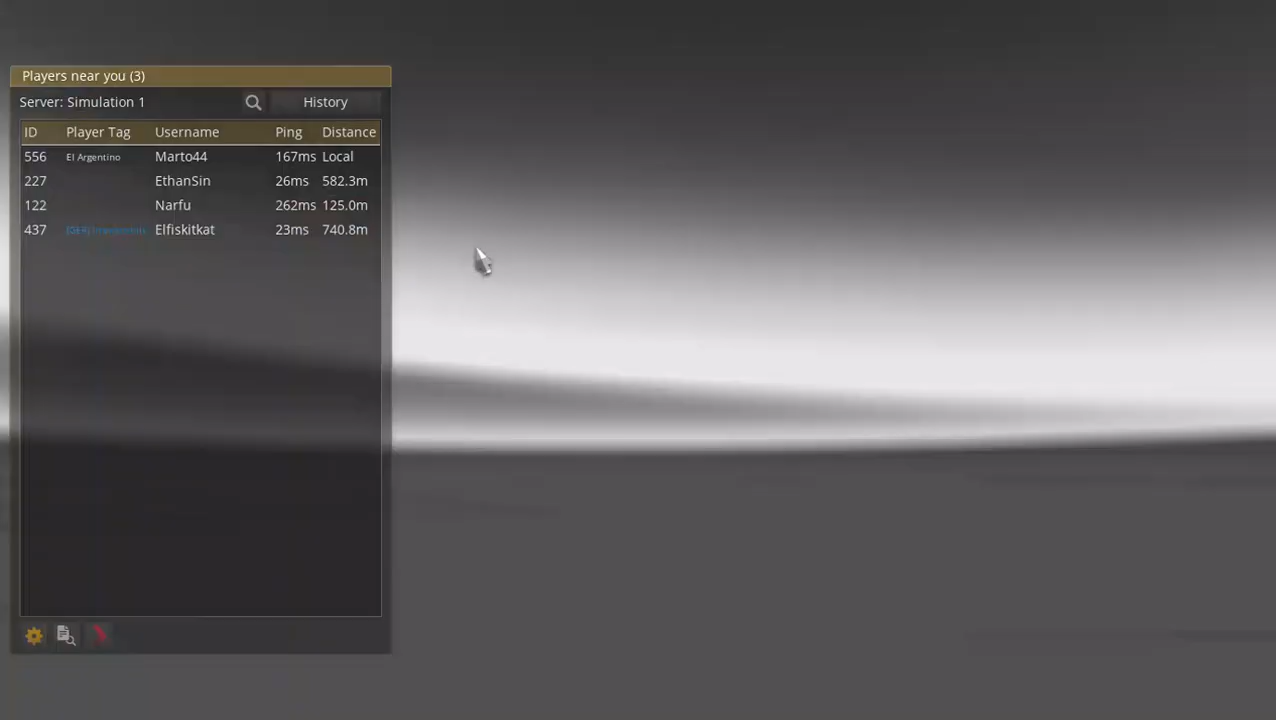 Players near you (3)
Server: Simulation 1
History
ID Player Tag Username Ping Distance
556 El Argentino Marto44 167ms Local
227 EthanSin 26ms 582.3m
122 Narfu 262ms 125.0m
437 Elfiskitkat 23ms 740.8m